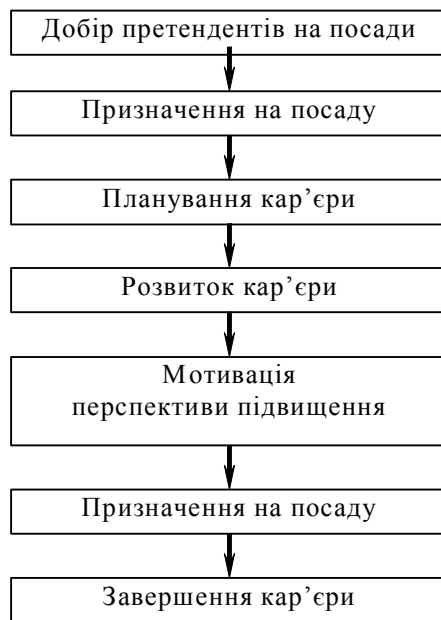 Добір претендентів на посади
Призначення на посаду
Планування кар’єри
Розвиток кар’єри
Мотивація
перспективи підвищення
Призначення на посаду
Завершення кар’єри